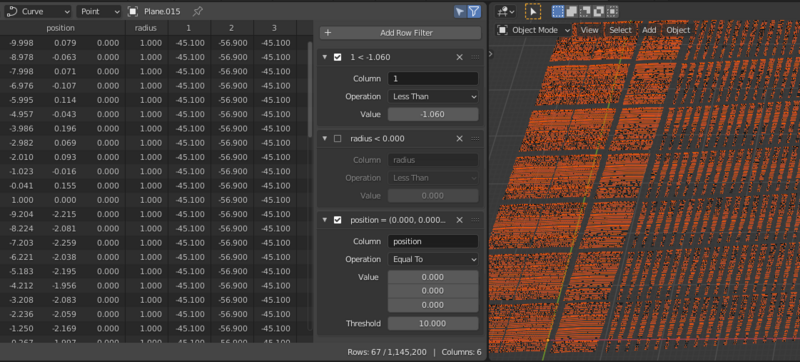 Curve Point Plane.015
position radius 1 2 3
-9.998 0.079 0.000 1.000 -45.100 -56.900 -45.100
-8.978 -0.063 0.000 1.000 -45.100 -56.900 -45.100
-7.998 0.071 0.000 1.000 -45.100 -56.900 -45.100
-6.976 -0.107 0.000 1.000 -45.100 -56.900 -45.100
-5.995 0.114 0.000 1.000 -45.100 -56.900 -45.100
-4.957 -0.043 0.000 1.000 -45.100 -56.900 -45.100
-3.986 0.196 0.000 1.000 -45.100 -56.900 -45.100
-2.982 0.069 0.000 1.000 -45.100 -56.900 -45.100
-2.010 0.093 0.000 1.000 -45.100 -56.900 -45.100
-1.023 -0.016 0.000 1.000 -45.100 -56.900 -45.100
-0.041 0.155 0.000 1.000 -45.100 -56.900 -45.100
1.000 0.000 0.000 1.000 -45.100 -56.900 -45.100
-9.204 -2.215 0.000 1.000 -45.100 -56.900 -45.100
-8.224 -2.081 0.000 1.000 -45.100 -56.900 -45.100
-7.203 -2.259 0.000 1.000 -45.100 -56.900 -45.100
-6.221 -2.038 0.000 1.000 -45.100 -56.900 -45.100
-5.183 -2.195 0.000 1.000 -45.100 -56.900 -45.100
-4.212 -1.956 0.000 1.000 -45.100 -56.900 -45.100
-3.208 -2.083 0.000 1.000 -45.100 -56.900 -45.100
-2.236 -2.059 0.000 1.000 -45.100 -56.900 -45.100
-1.250 -2.169 0.000 1.000 -45.100 -56.900 -45.100
Add Row Filter
1 < -1.060
Column 1
Operation Less Than
Value -1.060
radius < 0.000
Column radius
Operation Less Than
Value 0.000
position = (0.000, 0.000...
Column position
Operation Equal To
Value 0.000
0.000
0.000
Threshold 10.000
Rows: 67 / 1,145,200 | Columns: 6
Object Mode View Select Add Object